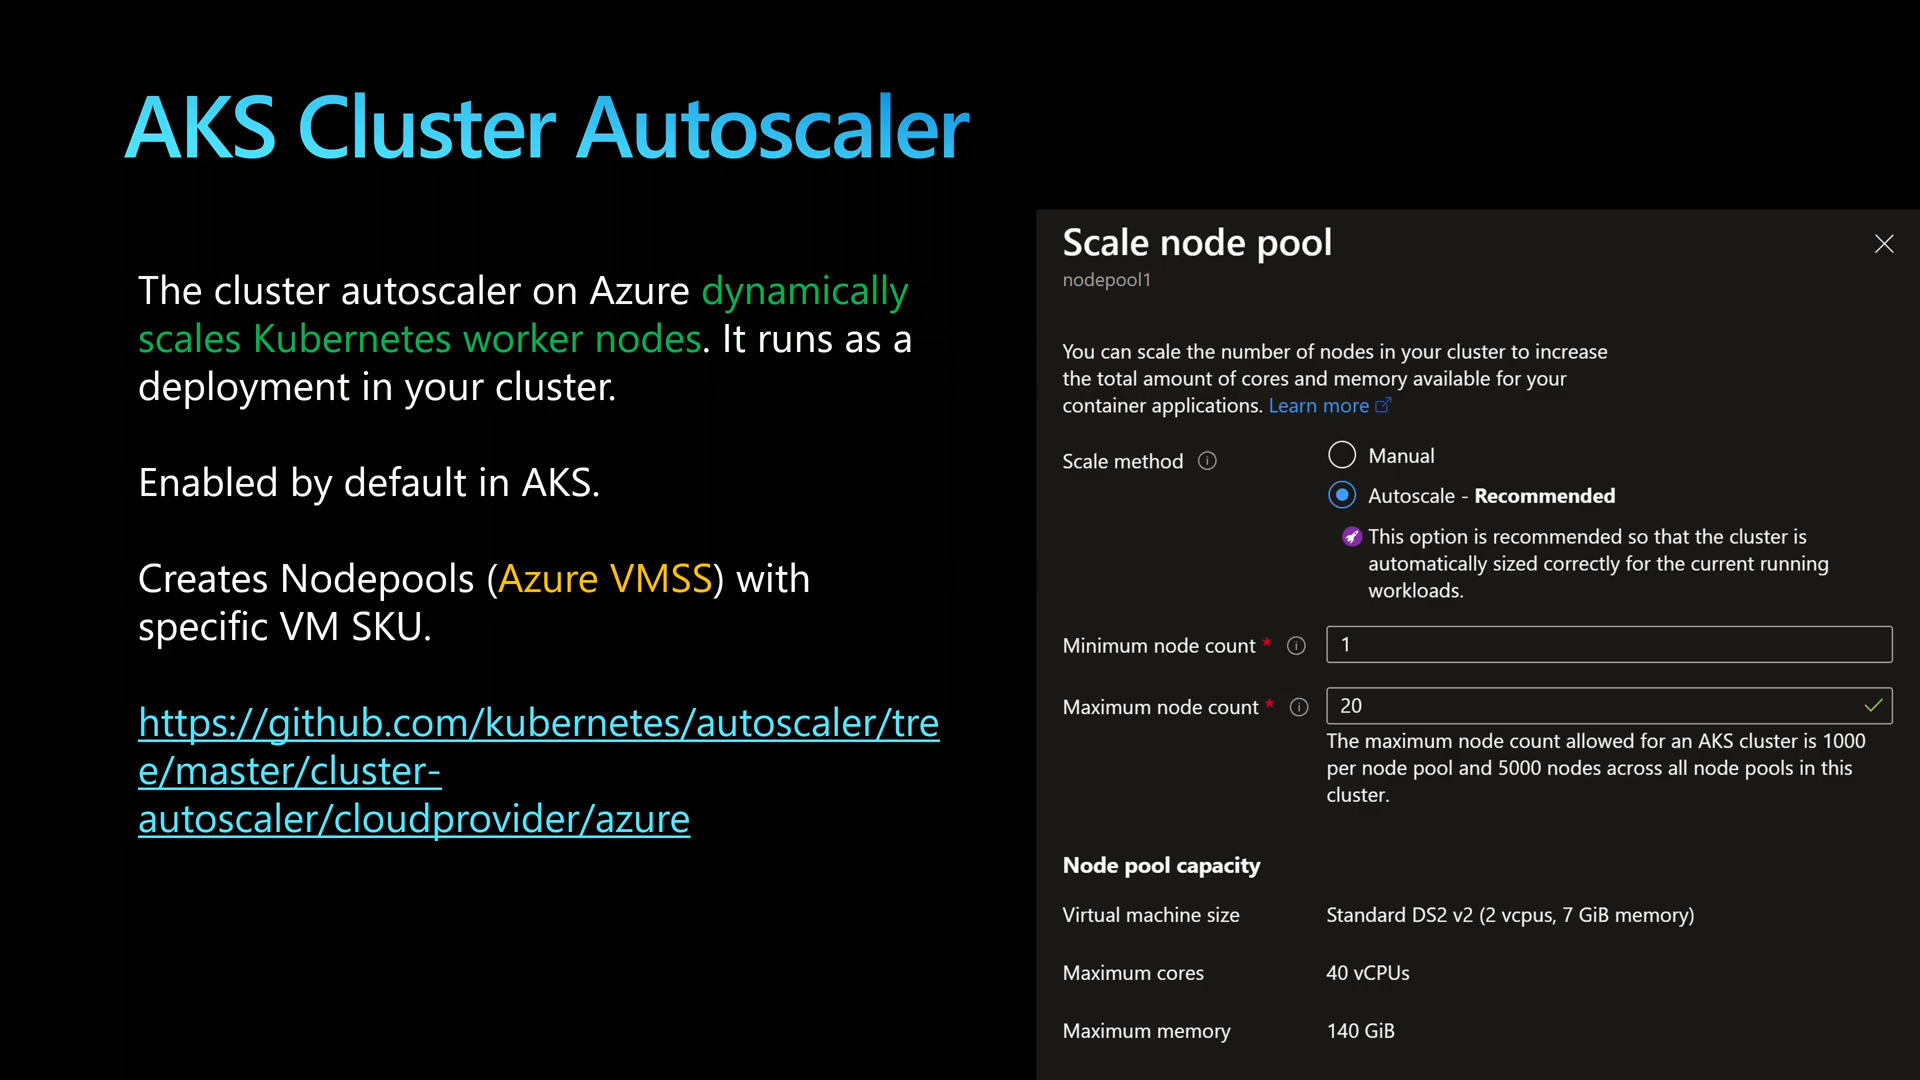 AKS Cluster Autoscaler
The cluster autoscaler on Azure dynamically
scales Kubernetes worker nodes. It runs as a
deployment in your cluster.
Enabled by default in AKS.
Creates Nodepools (Azure VMSS) with
specific VM SKU.
https://github.com/kubernetes/autoscaler/tre
e/master/cluster-
autoscaler/cloudprovider/azure
Scale node pool
nodepool1
You can scale the number of nodes in your cluster to increase
the total amount of cores and memory available for your
container applications. Learn more
Scale method
Manual
Autoscale - Recommended
This option is recommended so that the cluster is
automatically sized correctly for the current running
workloads.
Minimum node count * 1
Maximum node count * 20
The maximum node count allowed for an AKS cluster is 1000
per node pool and 5000 nodes across all node pools in this
cluster.
Node pool capacity
Virtual machine size Standard DS2 v2 (2 vcpus, 7 GiB memory)
Maximum cores 40 vCPUs
Maximum memory 140 GiB